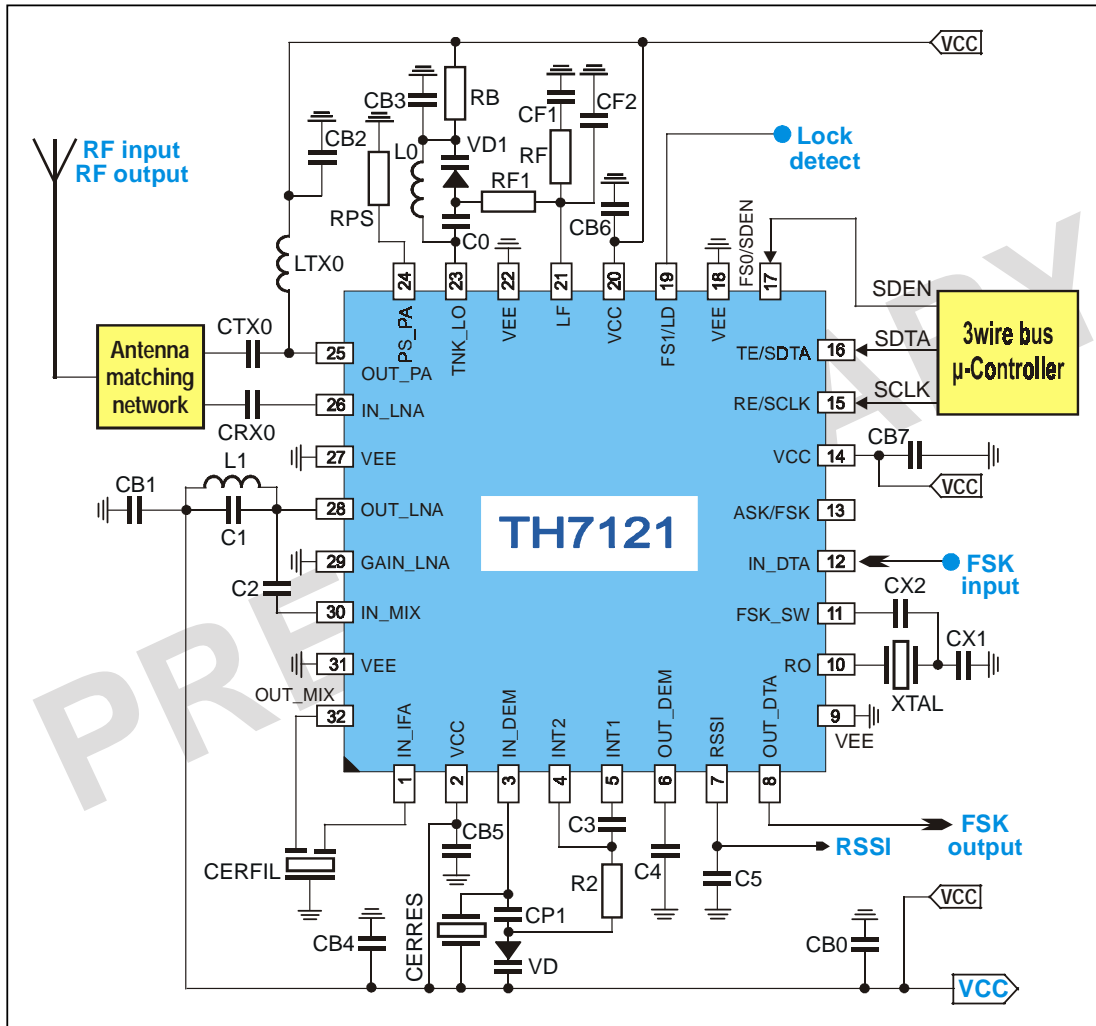 VCC
RB
CB3
CF1
CF2
CB2
VD1
L0
RF
Lock
detect
RF input
RF output
RPS
RF1
C0
CB6
LTX0
FS0/SDEN
24
23
22
21
20
19
18
17
PS_PA
TNK_LO
VEE
LF
VCC
FS1/LD
VEE
SDEN
CTX0
25
OUT_PA
TE/SDTA
16
SDTA
3wire bus
µ-Controller
Antenna
matching
network
26
IN_LNA
RE/SCLK
15
SCLK
CRX0
27
VEE
VCC
14
CB7
VCC
L1
CB1
28
OUT_LNA
ASK/FSK
13
C1
TH7121
29
GAIN_LNA
IN_DTA
12
FSK
input
C2
30
IN_MIX
FSK_SW
11
CX2
CX1
31
VEE
RO
10
XTAL
OUT_MIX
32
9
VEE
IN_IFA
VCC
IN_DEM
INT2
INT1
OUT_DEM
RSSI
OUT_DTA
1
2
3
4
5
6
7
8
CERFIL
CB5
C3
FSK
output
RSSI
R2
C4
C5
CERRES
CP1
VD
CB4
CB0
VCC
VCC
PRELIMINARY